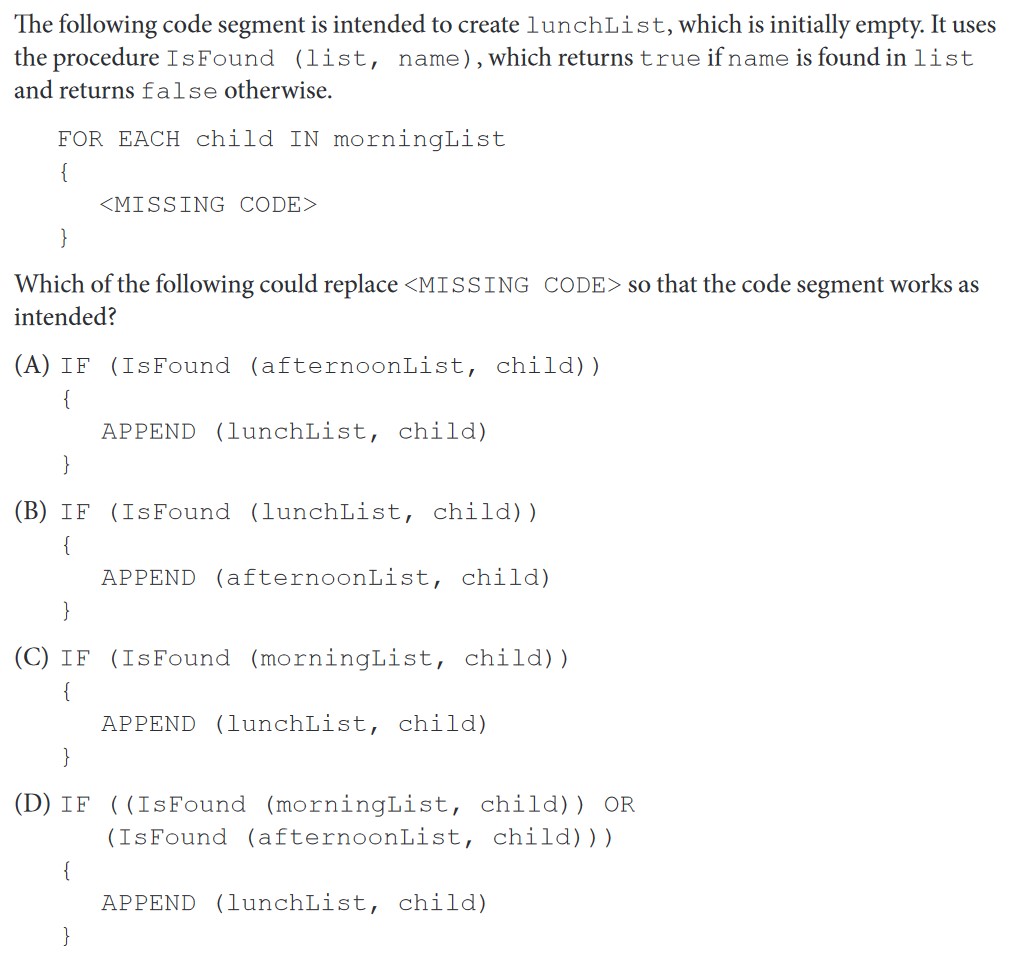 The following code segment is intended to create lunchList, which is initially empty. It uses
the procedure IsFound (list, name), which returns true if name is found in list
and returns false otherwise.
FOR EACH child IN morningList
{
<MISSING CODE>
}
Which of the following could replace <MISSING CODE> so that the code segment works as
intended?
(A) IF (IsFound (afternoonList, child))
{
APPEND (lunchList, child)
}
(B) IF (IsFound (lunchList, child))
{
APPEND (afternoonList, child)
}
(C) IF (IsFound (morningList, child))
{
APPEND (lunchList, child)
}
(D) IF ((IsFound (morningList, child)) OR
(IsFound (afternoonList, child)))
{
APPEND (lunchList, child)
}